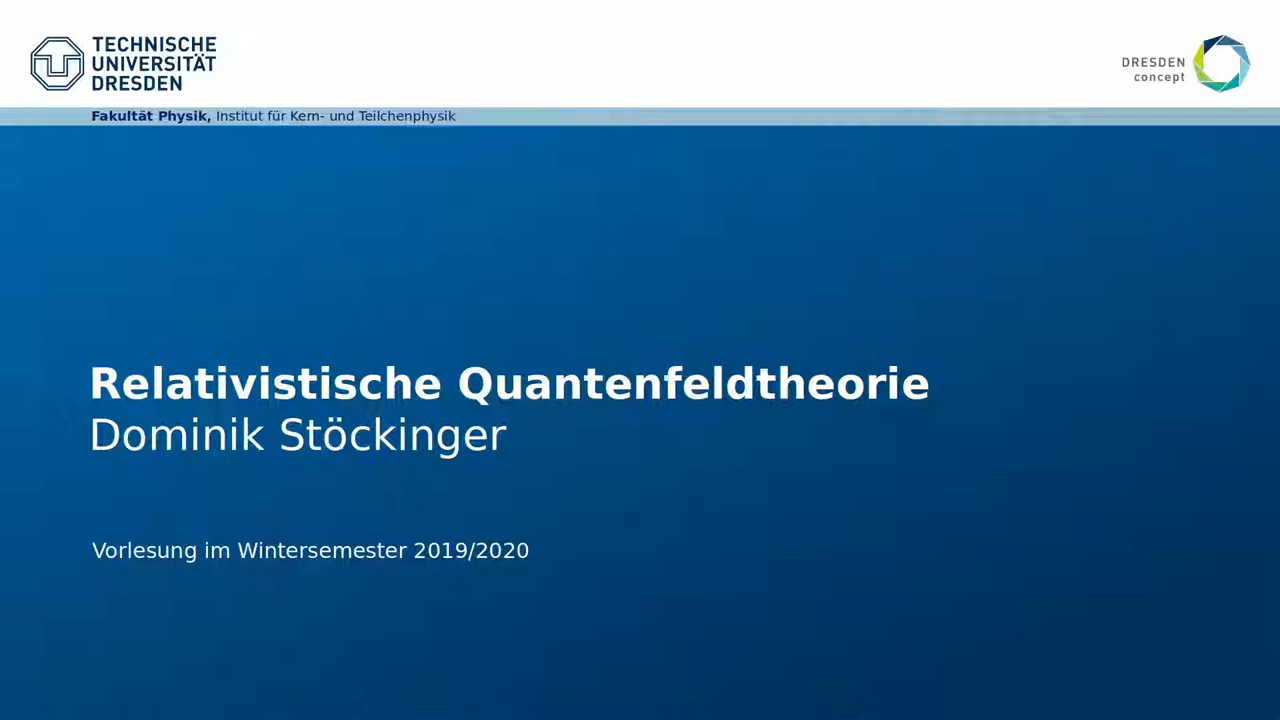 TECHNISCHE
UNIVERSITÄT
DRESDEN
DRESDEN
concept
Fakultät Physik, Institut für Kern- und Teilchenphysik
Relativistische Quantenfeldtheorie
Dominik Stöckinger
Vorlesung im Wintersemester 2019/2020